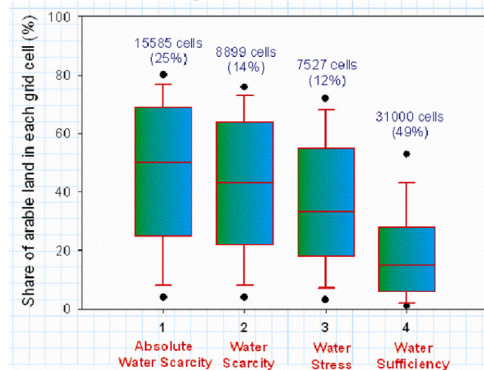 Share of arable land in each grid cell (%)
100
80
60
40
20
0
15585 cells
(25%)
8899 cells
(14%)
7527 cells
(12%)
31000 cells
(49%)
1
2
3
4
Absolute
Water Scarcity
Water
Scarcity
Water
Stress
Water
Sufficiency